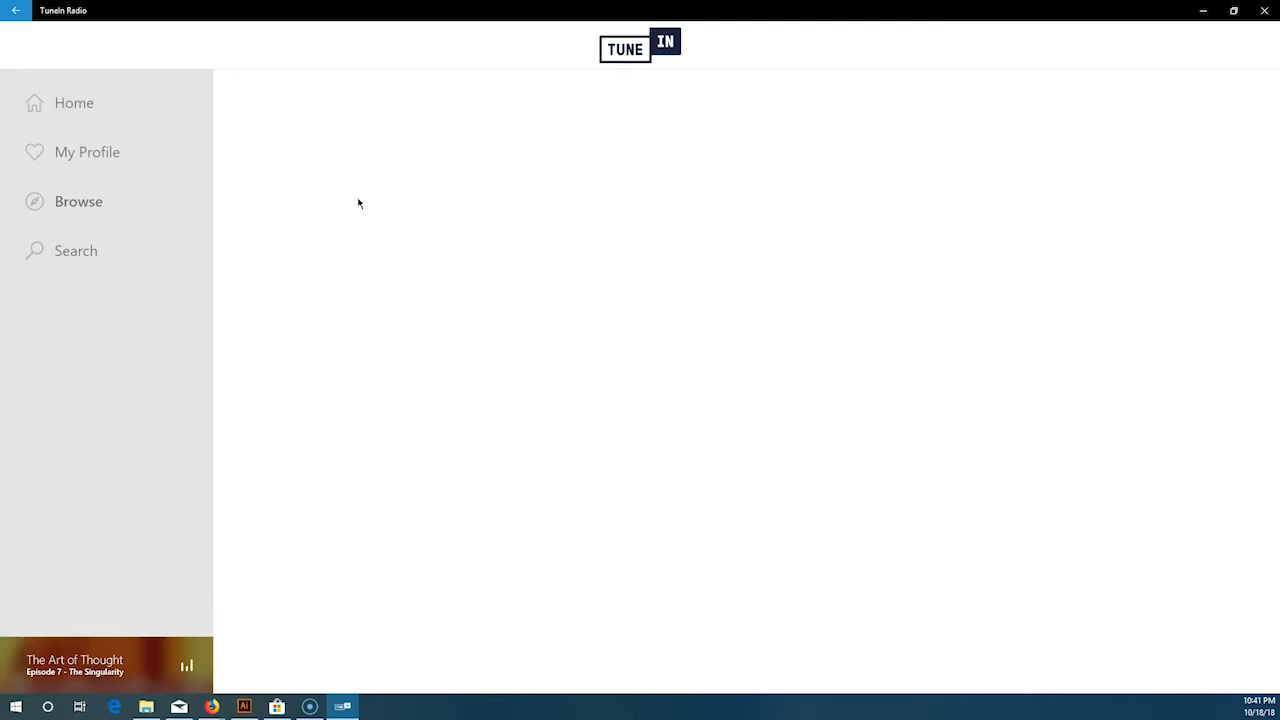 TuneIn Radio
TUNE IN
Home
My Profile
Browse
Search
The Art of Thought
Episode 7 - The Singularity
Ai
10:41 PM
10/18/18